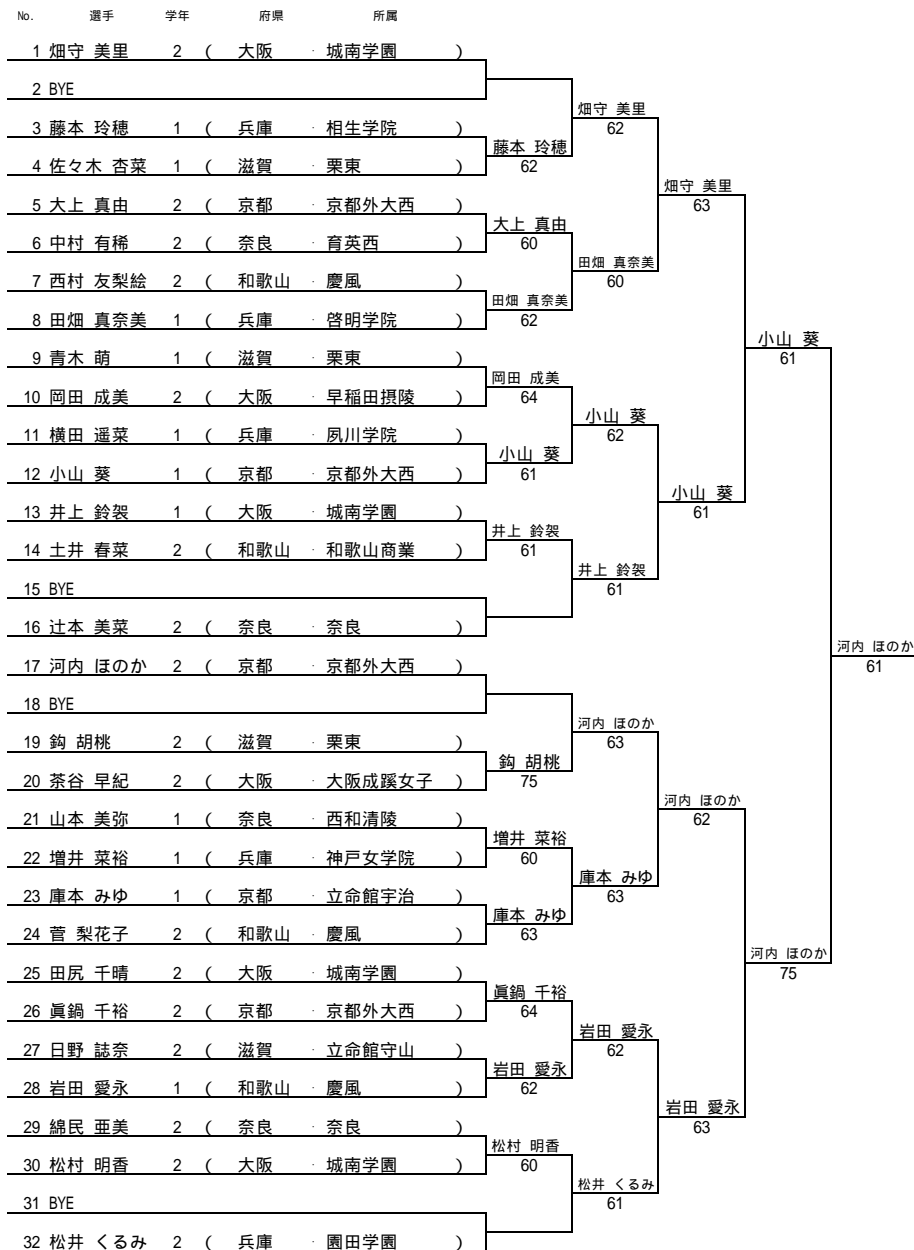 No. 選手 学年 府県 所属
1 畑守 美里 2 ( 大阪 · 城南学園 )
2 BYE
畑守 美里
62
3 藤本 玲穂 1 ( 兵庫 · 相生学院 )
藤本 玲穂
62
4 佐々木 杏菜 1 ( 滋賀 · 栗東 )
畑守 美里
63
5 大上 真由 2 ( 京都 · 京都外大西 )
大上 真由
60
6 中村 有稀 2 ( 奈良 · 育英西 )
田畑 真奈美
60
7 西村 友梨絵 2 ( 和歌山 · 慶風 )
田畑 真奈美
62
8 田畑 真奈美 1 ( 兵庫 · 啓明学院 )
小山 葵
61
9 青木 萌 1 ( 滋賀 · 栗東 )
岡田 成美
64
10 岡田 成美 2 ( 大阪 · 早稲田摂陵 )
小山 葵
62
11 横田 遥菜 1 ( 兵庫 · 夙川学院 )
小山 葵
61
12 小山 葵 1 ( 京都 · 京都外大西 )
小山 葵
61
13 井上 鈴袈 1 ( 大阪 · 城南学園 )
井上 鈴袈
61
14 土井 春菜 2 ( 和歌山 · 和歌山商業 )
井上 鈴袈
61
15 BYE
16 辻本 美菜 2 ( 奈良 · 奈良 )
河内 ほのか
61
17 河内 ほのか 2 ( 京都 · 京都外大西 )
18 BYE
河内 ほのか
63
19 鈎 胡桃 2 ( 滋賀 · 栗東 )
鈎 胡桃
75
20 茶谷 早紀 2 ( 大阪 · 大阪成蹊女子 )
河内 ほのか
62
21 山本 美弥 1 ( 奈良 · 西和清陵 )
増井 菜裕
60
22 増井 菜裕 1 ( 兵庫 · 神戸女学院 )
庫本 みゆ
63
23 庫本 みゆ 1 ( 京都 · 立命館宇治 )
庫本 みゆ
63
24 菅 梨花子 2 ( 和歌山 · 慶風 )
河内 ほのか
75
25 田尻 千晴 2 ( 大阪 · 城南学園 )
眞鍋 千裕
64
26 眞鍋 千裕 2 ( 京都 · 京都外大西 )
岩田 愛永
62
27 日野 誌奈 2 ( 滋賀 · 立命館守山 )
岩田 愛永
62
28 岩田 愛永 1 ( 和歌山 · 慶風 )
岩田 愛永
63
29 綿民 亜美 2 ( 奈良 · 奈良 )
松村 明香
60
30 松村 明香 2 ( 大阪 · 城南学園 )
松井 くるみ
61
31 BYE
32 松井 くるみ 2 ( 兵庫 · 園田学園 )